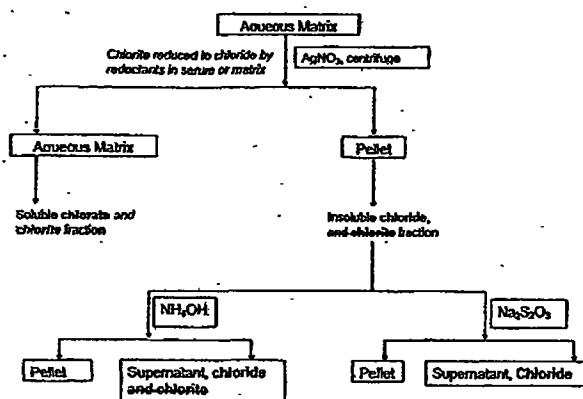 Aqueous Matrix
Chlorite reduced to chloride by
reductants in serum or matrix
AgNO3, centrifuge
Aqueous Matrix
Pellet
Soluble chlorate and
chlorite fraction
Insoluble chloride,
and chlorite fraction
NH4OH
Na2S2O3
Pellet
Supernatant, chloride
and chlorite
Pellet
Supernatant, Chloride